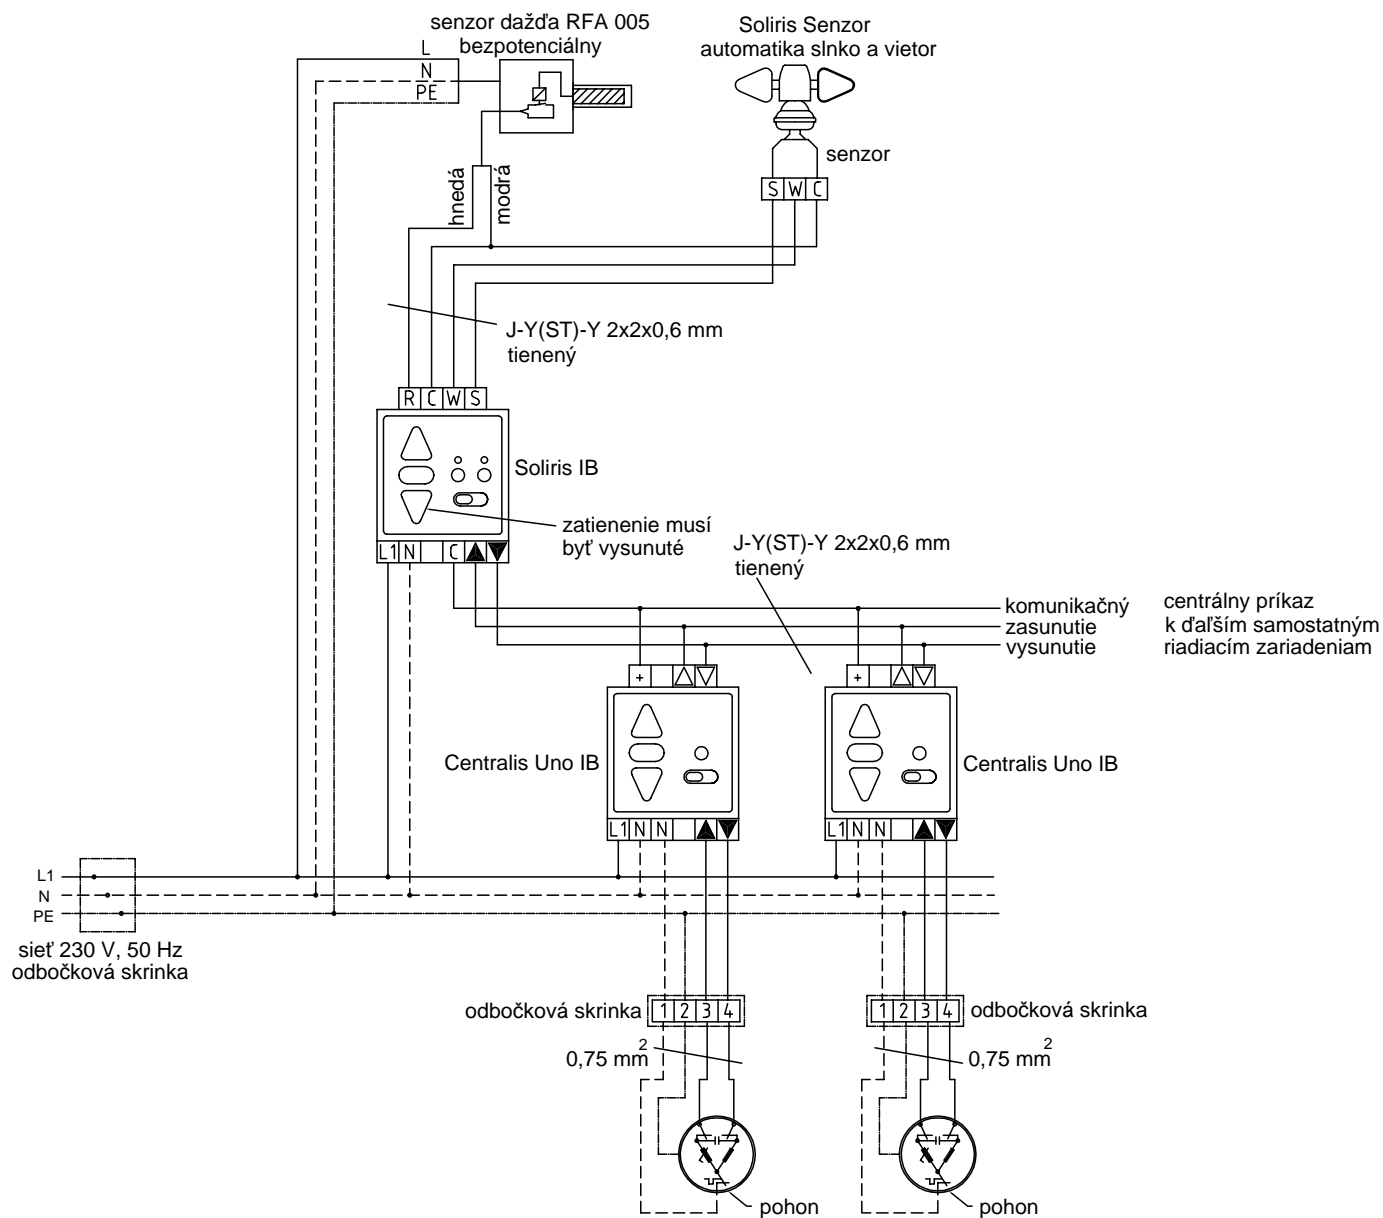 senzor dažďa RFA 005
bezpotenciálny
L
N
PE
Soliris Senzor
automatika slnko a vietor
senzor
S W C
hnedá
modrá
J-Y(ST)-Y 2x2x0,6 mm
tienený
R C W S
Soliris IB
zatienenie musí
byť vysunuté
L1 N C
J-Y(ST)-Y 2x2x0,6 mm
tienený
komunikačný
zasunutie
vysunutie
centrálny príkaz
k ďaľším samostatným
riadiacím zariadeniam
+
+
Centralis Uno IB
Centralis Uno IB
L1 N N
L1 N N
L1
N
PE
sieť 230 V, 50 Hz
odbočková skrinka
odbočková skrinka
1 2 3 4
1 2 3 4
odbočková skrinka
0,75 mm²
0,75 mm²
pohon
pohon